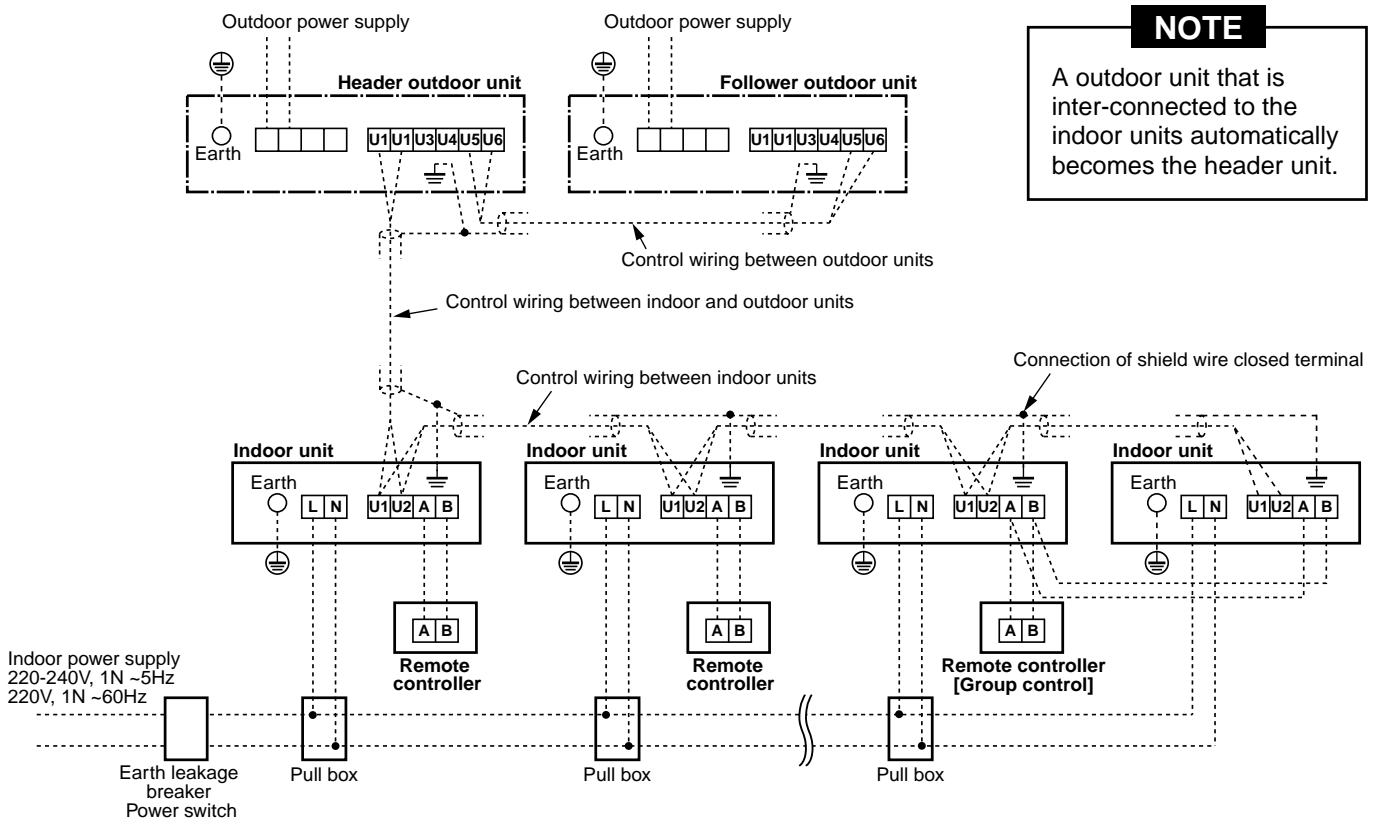 Outdoor power supply
Outdoor power supply
NOTE
A outdoor unit that is
inter-connected to the
indoor units automatically
becomes the header unit.
Header outdoor unit
Follower outdoor unit
Earth
U1 U1 U3 U4 U5 U6
Earth
U1 U1 U3 U4 U5 U6
Control wiring between outdoor units
Control wiring between indoor and outdoor units
Connection of shield wire closed terminal
Control wiring between indoor units
Indoor unit
Indoor unit
Indoor unit
Indoor unit
Earth
L N
U1 U2 A B
Earth
L N
U1 U2 A B
Earth
L N
U1 U2 A B
Earth
L N
U1 U2 A B
A B
A B
A B
Remote
controller
Remote
controller
Remote controller
[Group control]
Indoor power supply
220-240V, 1N ~5Hz
220V, 1N ~60Hz
Earth leakage
breaker
Power switch
Pull box
Pull box
Pull box